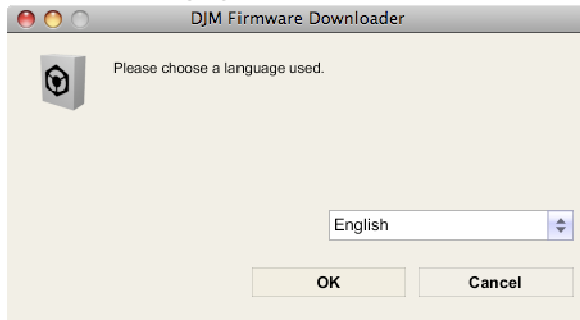 DJM Firmware Downloader
Please choose a language used.
English
OK
Cancel